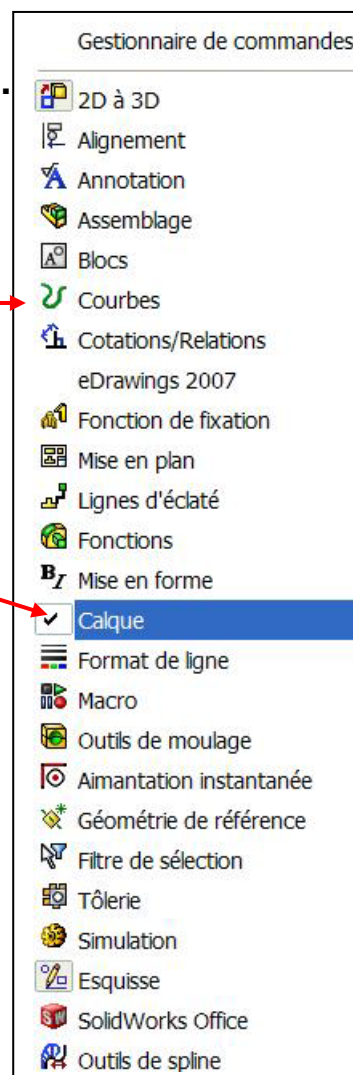 Gestionnaire de commandes
2D à 3D
Alignement
Annotation
Assemblage
Blocs
Courbes
Cotations/Relations
eDrawings 2007
Fonction de fixation
Mise en plan
Lignes d'éclaté
Fonctions
Mise en forme
Calque
Format de ligne
Macro
Outils de moulage
Aimantation instantanée
Géométrie de référence
Filtre de sélection
Tôlerie
Simulation
Esquisse
SolidWorks Office
Outils de spline